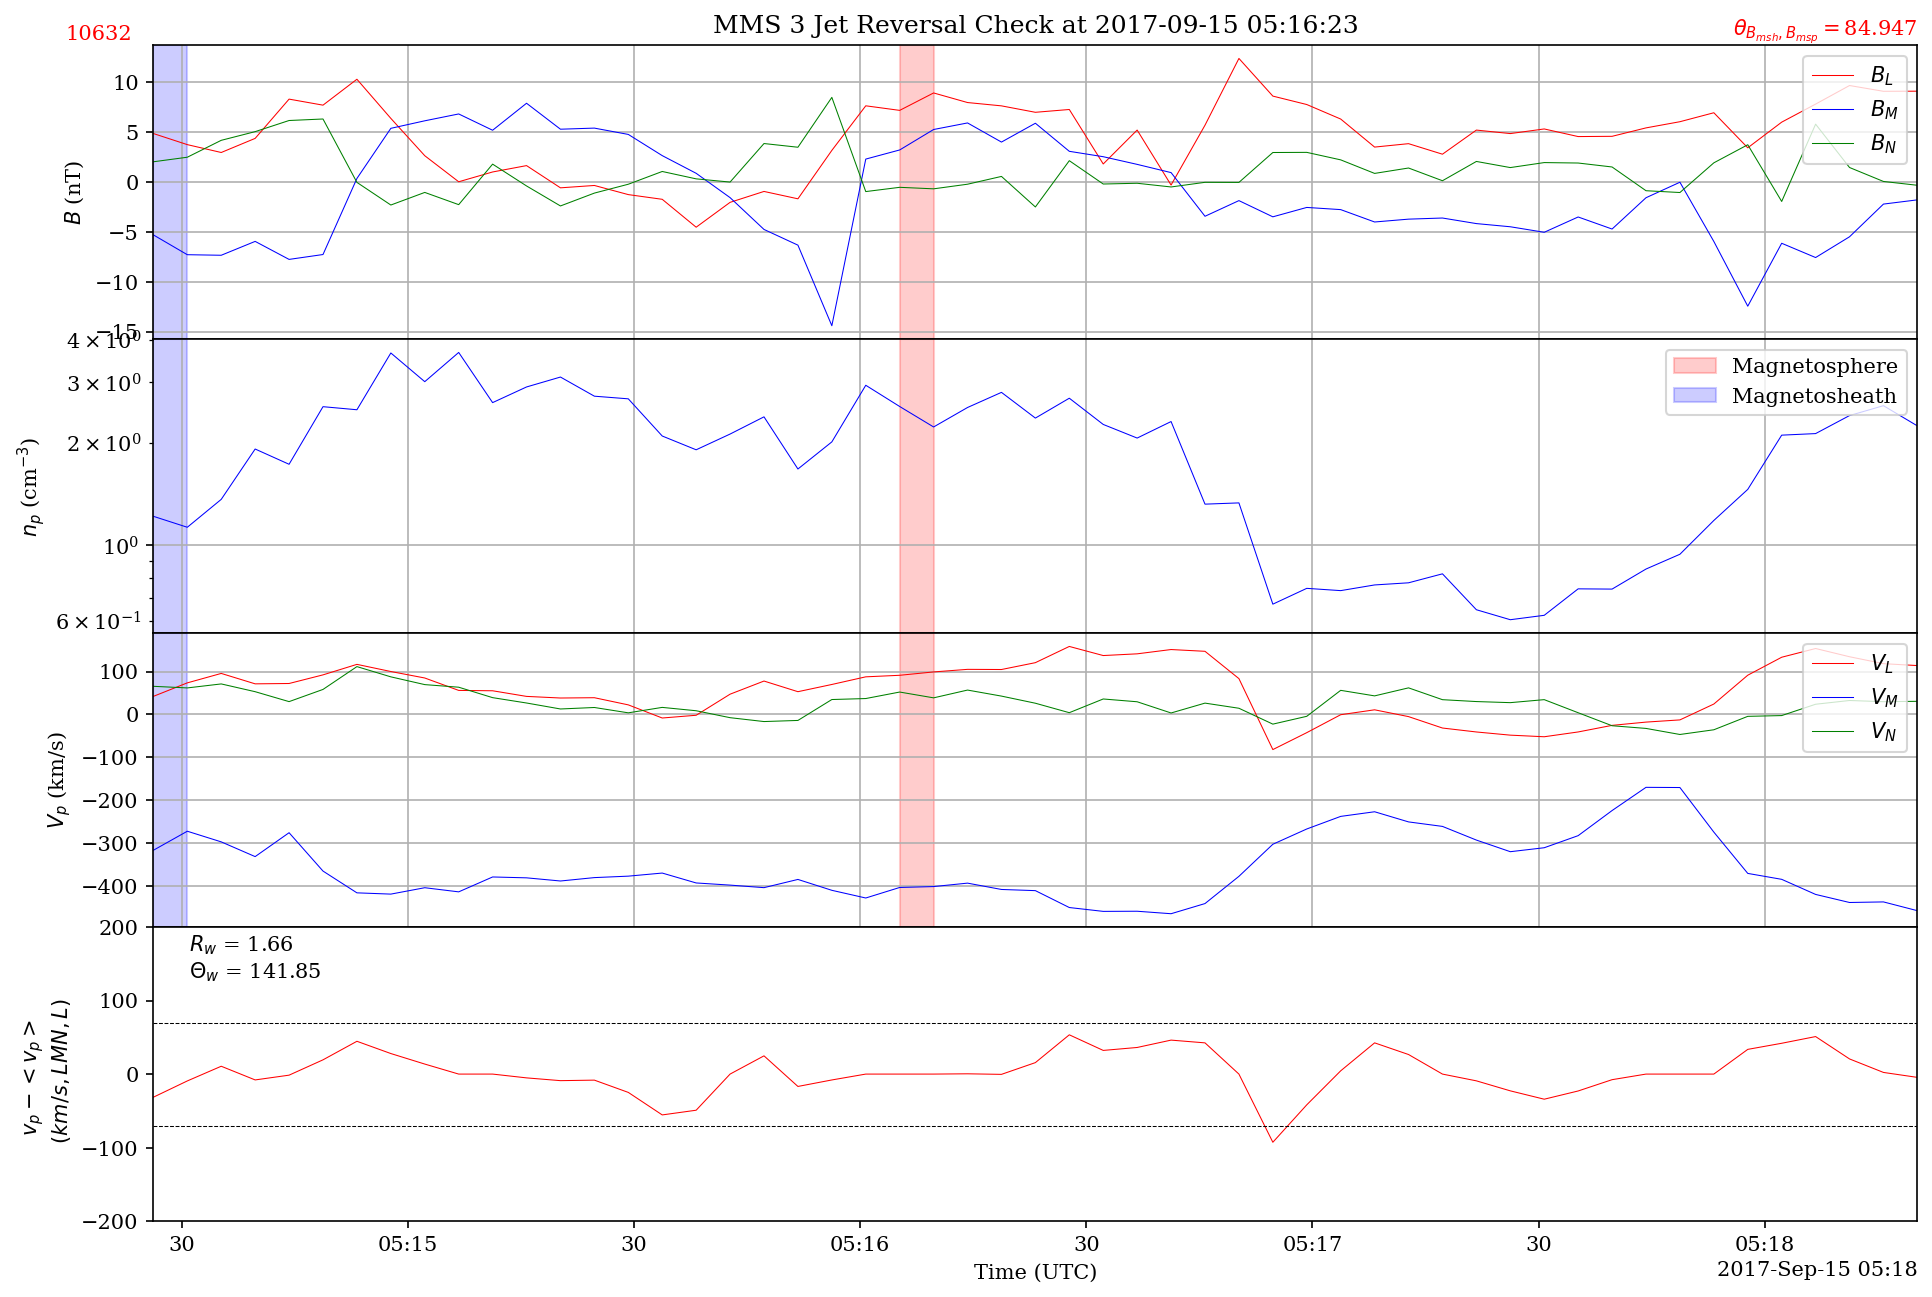 MMS 3 Jet Reversal Check at 2017-09-15 05:16:23
10632
θ_{B_{msh}, B_{msp}} = 84.947
10
5
0
−5
−10
−15
B (nT)
B_L
B_M
B_N
4 × 10⁰
3 × 10⁰
2 × 10⁰
10⁰
6 × 10⁻¹
n_p (cm⁻³)
Magnetosphere
Magnetosheath
100
0
−100
−200
−300
−400
V_p (km/s)
V_L
V_M
V_N
200
100
0
−100
−200
v_p − < v_p >
(km/s, LMN, L)
R_w = 1.66
Θ_w = 141.85
30
05:15
30
05:16
30
05:17
30
05:18
Time (UTC)
2017-Sep-15 05:18